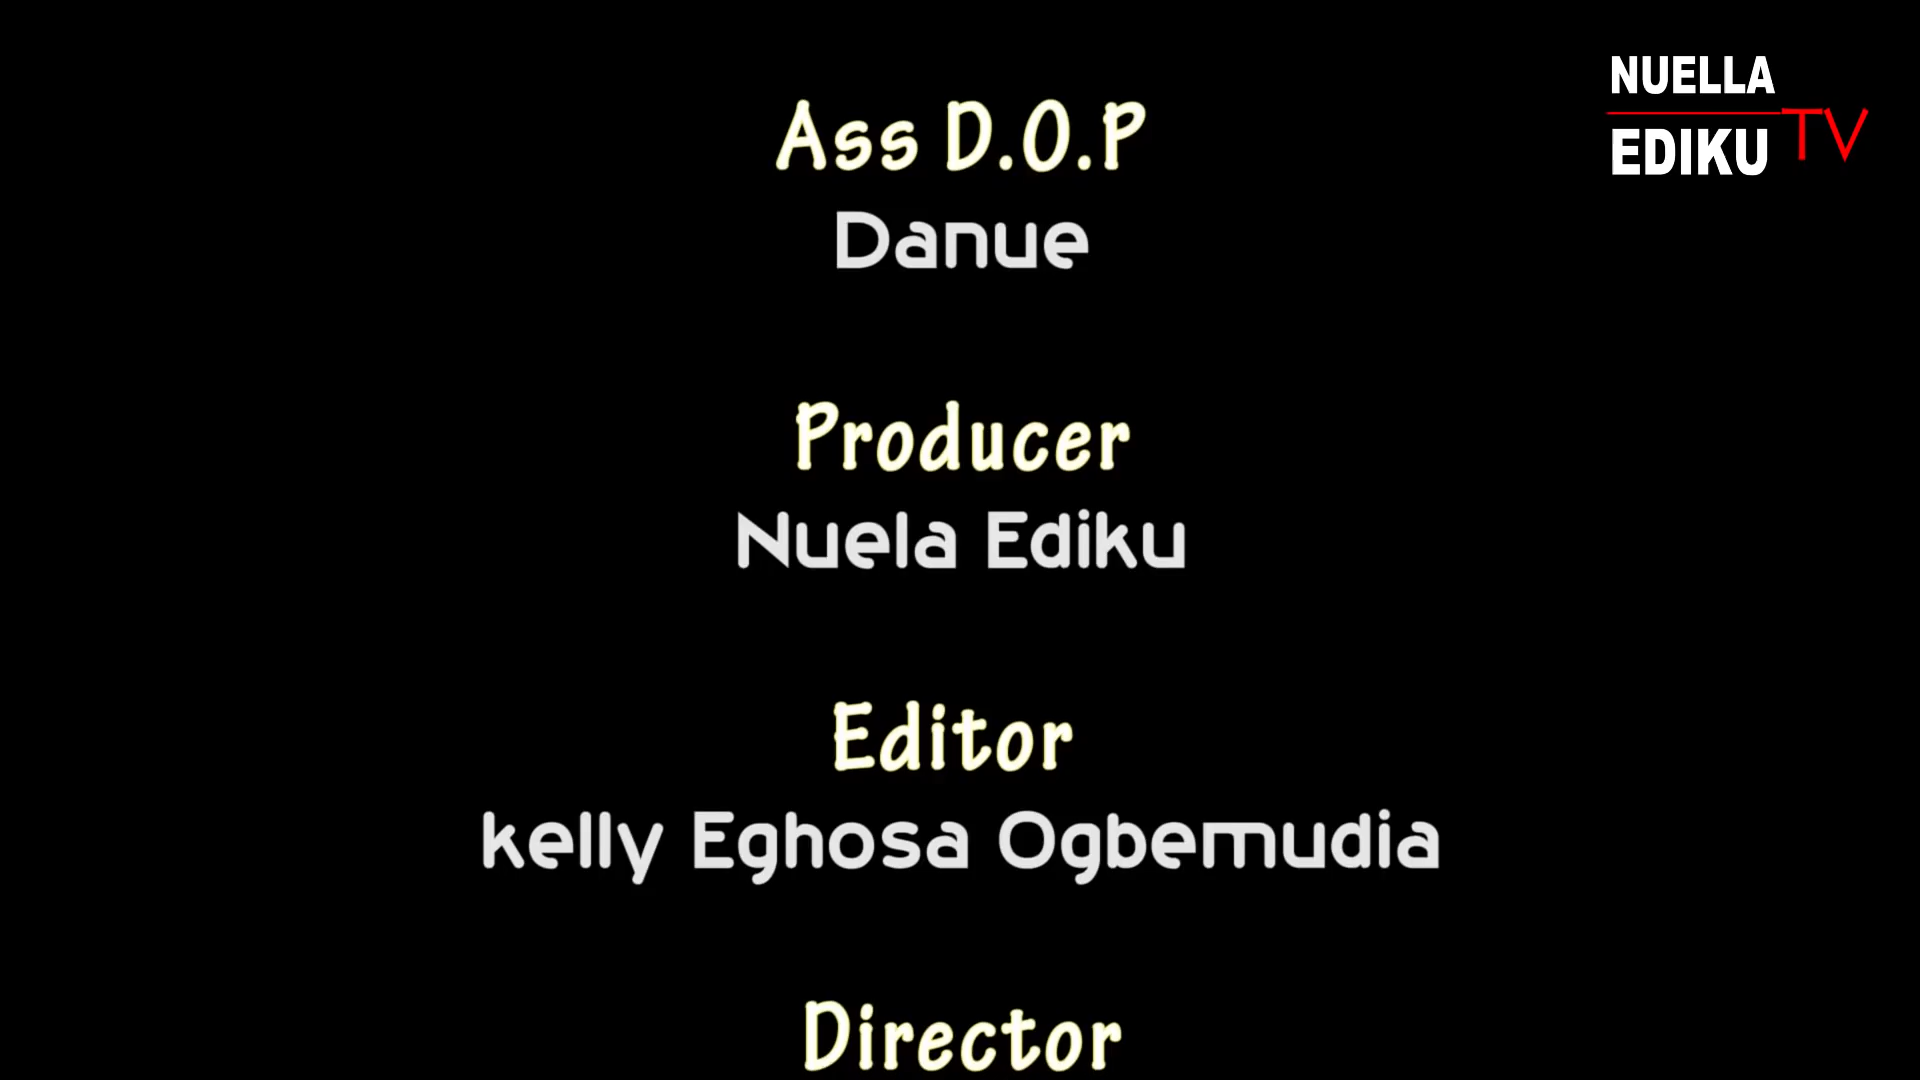 NUELLA
EDIKU TV
Ass D.O.P
Danue
Producer
Nuela Ediku
Editor
kelly Eghosa Ogbemudia
Director